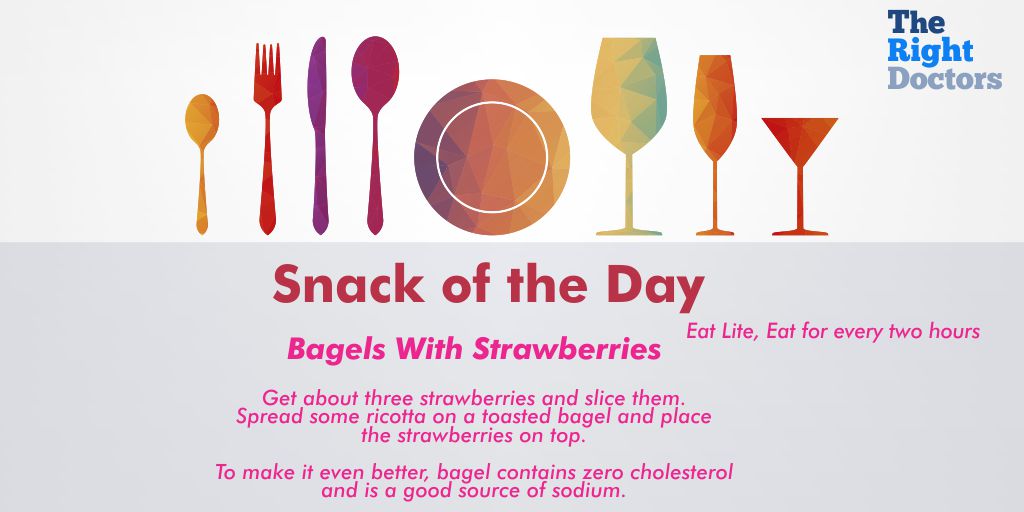 The
Right
Doctors
Snack of the Day
Eat Lite, Eat for every two hours
Bagels With Strawberries
Get about three strawberries and slice them.
Spread some ricotta on a toasted bagel and place
the strawberries on top.
To make it even better, bagel contains zero cholesterol
and is a good source of sodium.